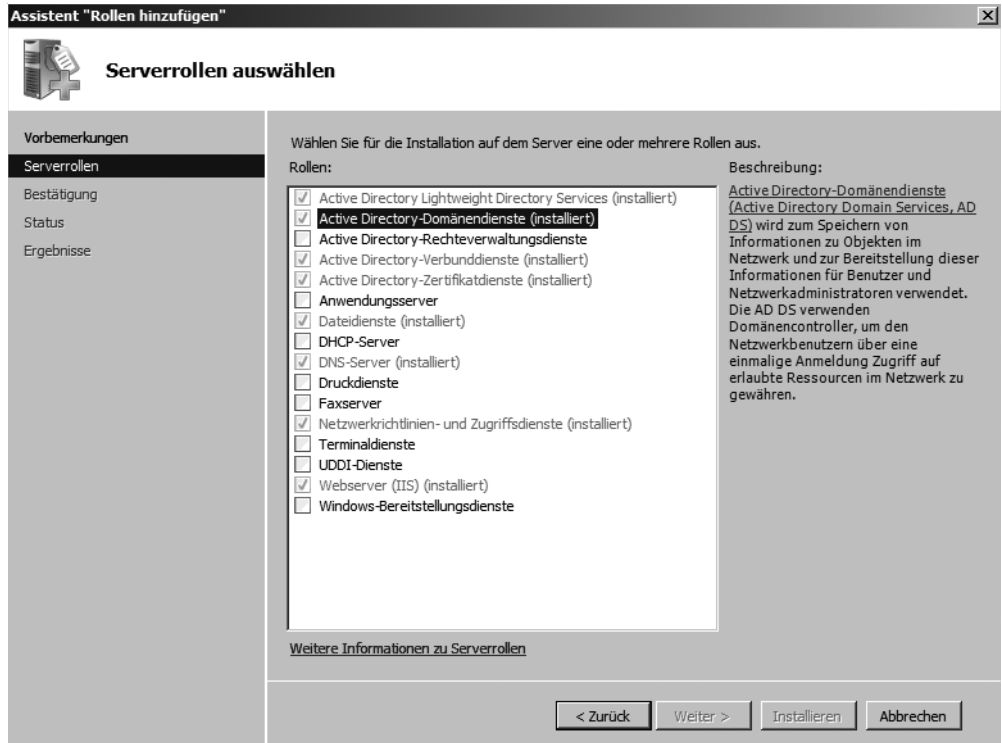 Assistent "Rollen hinzufügen"
Serverrollen auswählen
Vorbemerkungen
Serverrollen
Bestätigung
Status
Ergebnisse
Wählen Sie für die Installation auf dem Server eine oder mehrere Rollen aus.
Rollen:
Active Directory Lightweight Directory Services (installiert)
Active Directory-Domänendienste (installiert)
Active Directory-Rechteverwaltungsdienste
Active Directory-Verbunddienste (installiert)
Active Directory-Zertifikatdienste (installiert)
Anwendungsserver
Dateidienste (installiert)
DHCP-Server
DNS-Server (installiert)
Druckdienste
Faxserver
Netzwerkrichtlinien- und Zugriffsdienste (installiert)
Terminaldienste
UDDI-Dienste
Webserver (IIS) (installiert)
Windows-Bereitstellungsdienste
Weitere Informationen zu Serverrollen
Beschreibung:
Active Directory-Domänendienste
(Active Directory Domain Services, AD
DS) wird zum Speichern von
Informationen zu Objekten im
Netzwerk und zur Bereitstellung dieser
Informationen für Benutzer und
Netzwerkadministratoren verwendet.
Die AD DS verwenden
Domänencontroller, um den
Netzwerkbenutzern über eine
einmalige Anmeldung Zugriff auf
erlaubte Ressourcen im Netzwerk zu
gewähren.
< Zurück
Weiter >
Installieren
Abbrechen